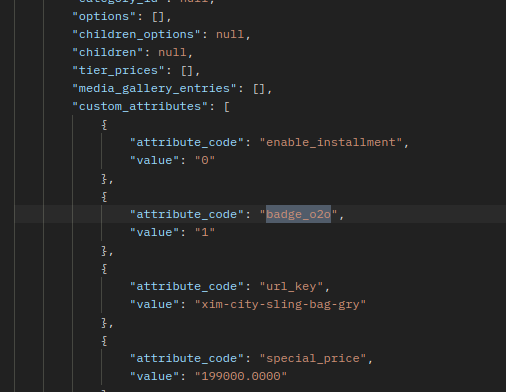 "category_id": null,
"options": [],
"children_options": null,
"children": null,
"tier_prices": [],
"media_gallery_entries": [],
"custom_attributes": [
{
"attribute_code": "enable_installment",
"value": "0"
},
{
"attribute_code": "badge_o2o",
"value": "1"
},
{
"attribute_code": "url_key",
"value": "xim-city-sling-bag-gry"
},
{
"attribute_code": "special_price",
"value": "199000.0000"